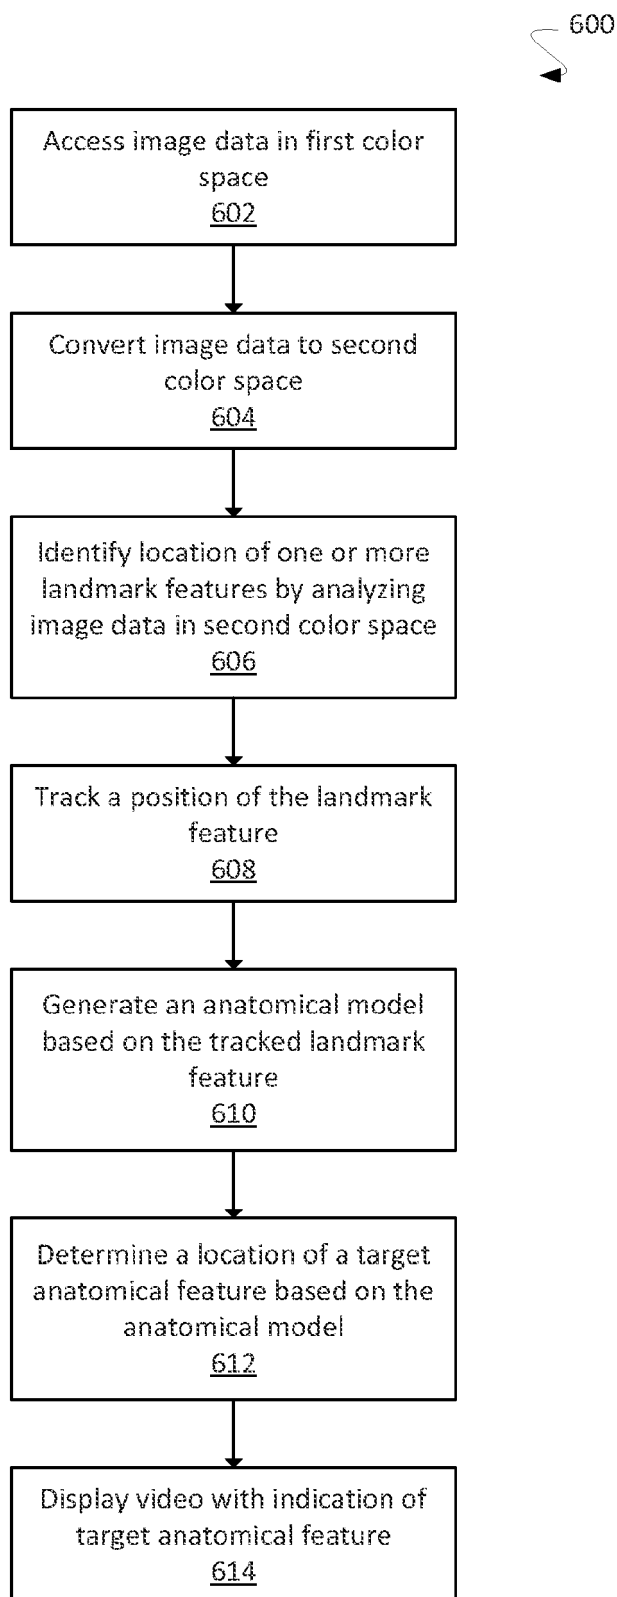 600
Access image data in first color
space
602
Convert image data to second
color space
604
Identify location of one or more
landmark features by analyzing
image data in second color space
606
Track a position of the landmark
feature
608
Generate an anatomical model
based on the tracked landmark
feature
610
Determine a location of a target
anatomical feature based on the
anatomical model
612
Display video with indication of
target anatomical feature
614